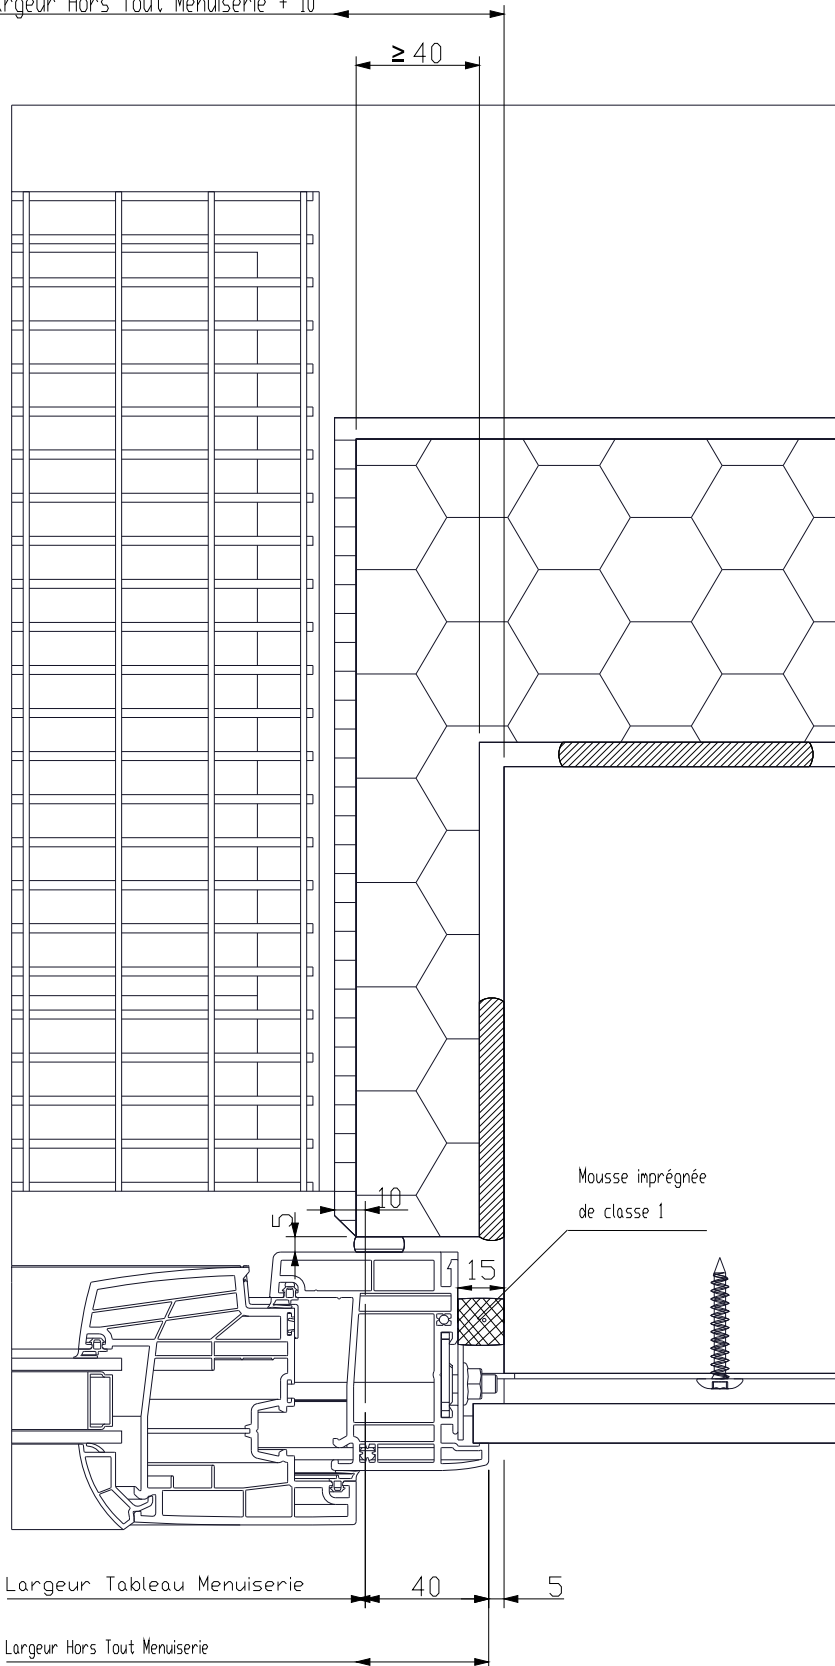 Largeur Hors Tout Menuiserie + 10
≥ 40
10
5
Mousse imprégnée
de classe 1
15
Largeur Tableau Menuiserie
40
5
Largeur Hors Tout Menuiserie